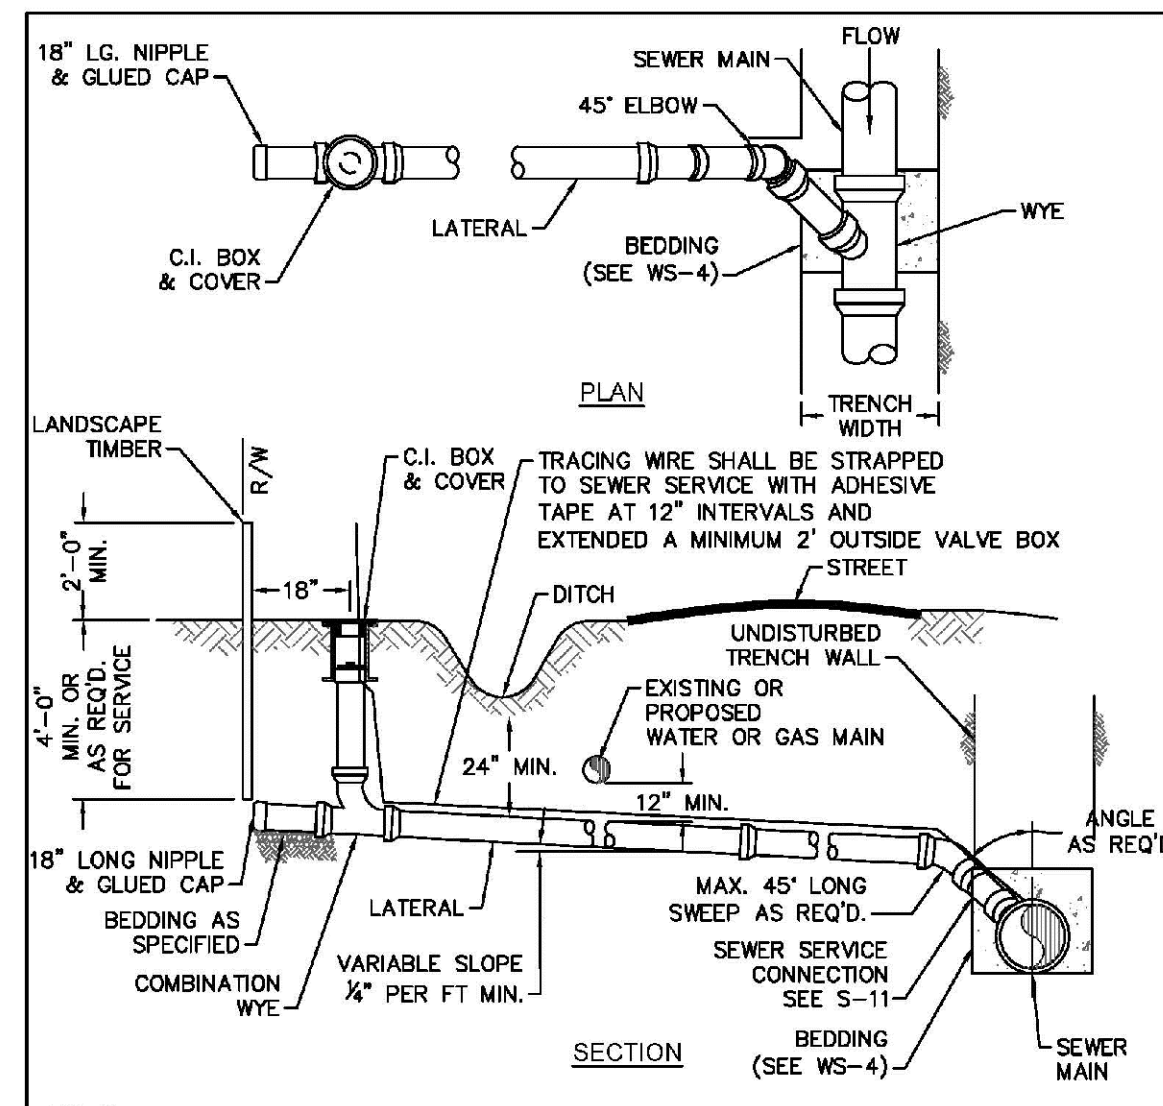 18" LG. NIPPLE
& GLUED CAP
FLOW
SEWER MAIN
45° ELBOW
LATERAL
WYE
C.I. BOX
& COVER
BEDDING
(SEE WS-4)
PLAN
TRENCH
WIDTH
LANDSCAPE
TIMBER
R/W
C.I. BOX
& COVER
TRACING WIRE SHALL BE STRAPPED
TO SEWER SERVICE WITH ADHESIVE
TAPE AT 12" INTERVALS AND
EXTENDED A MINIMUM 2' OUTSIDE VALVE BOX
2'-0"
MIN.
18"
DITCH
STREET
UNDISTURBED
TRENCH WALL
4'-0"
MIN. OR
AS REQ'D.
FOR SERVICE
EXISTING OR
PROPOSED
WATER OR GAS MAIN
24" MIN.
12" MIN.
ANGLE
AS REQ'D
18" LONG NIPPLE
& GLUED CAP
MAX. 45° LONG
SWEEP AS REQ'D.
BEDDING AS
SPECIFIED
LATERAL
SEWER SERVICE
CONNECTION
SEE S-11
COMBINATION
WYE
VARIABLE SLOPE
¼" PER FT MIN.
BEDDING
(SEE WS-4)
SECTION
SEWER
MAIN